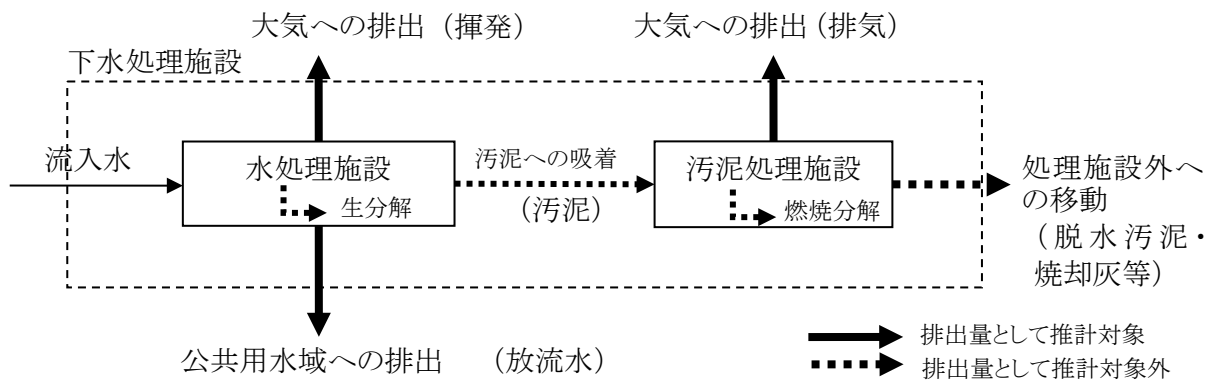 大気への排出（揮発）
大気への排出（排気）
下水処理施設
流入水
水処理施設
生分解
汚泥への吸着
（汚泥）
汚泥処理施設
燃焼分解
処理施設外へ
の移動
（脱水汚泥・
焼却灰等）
公共用水域への排出　（放流水）
排出量として推計対象
排出量として推計対象外